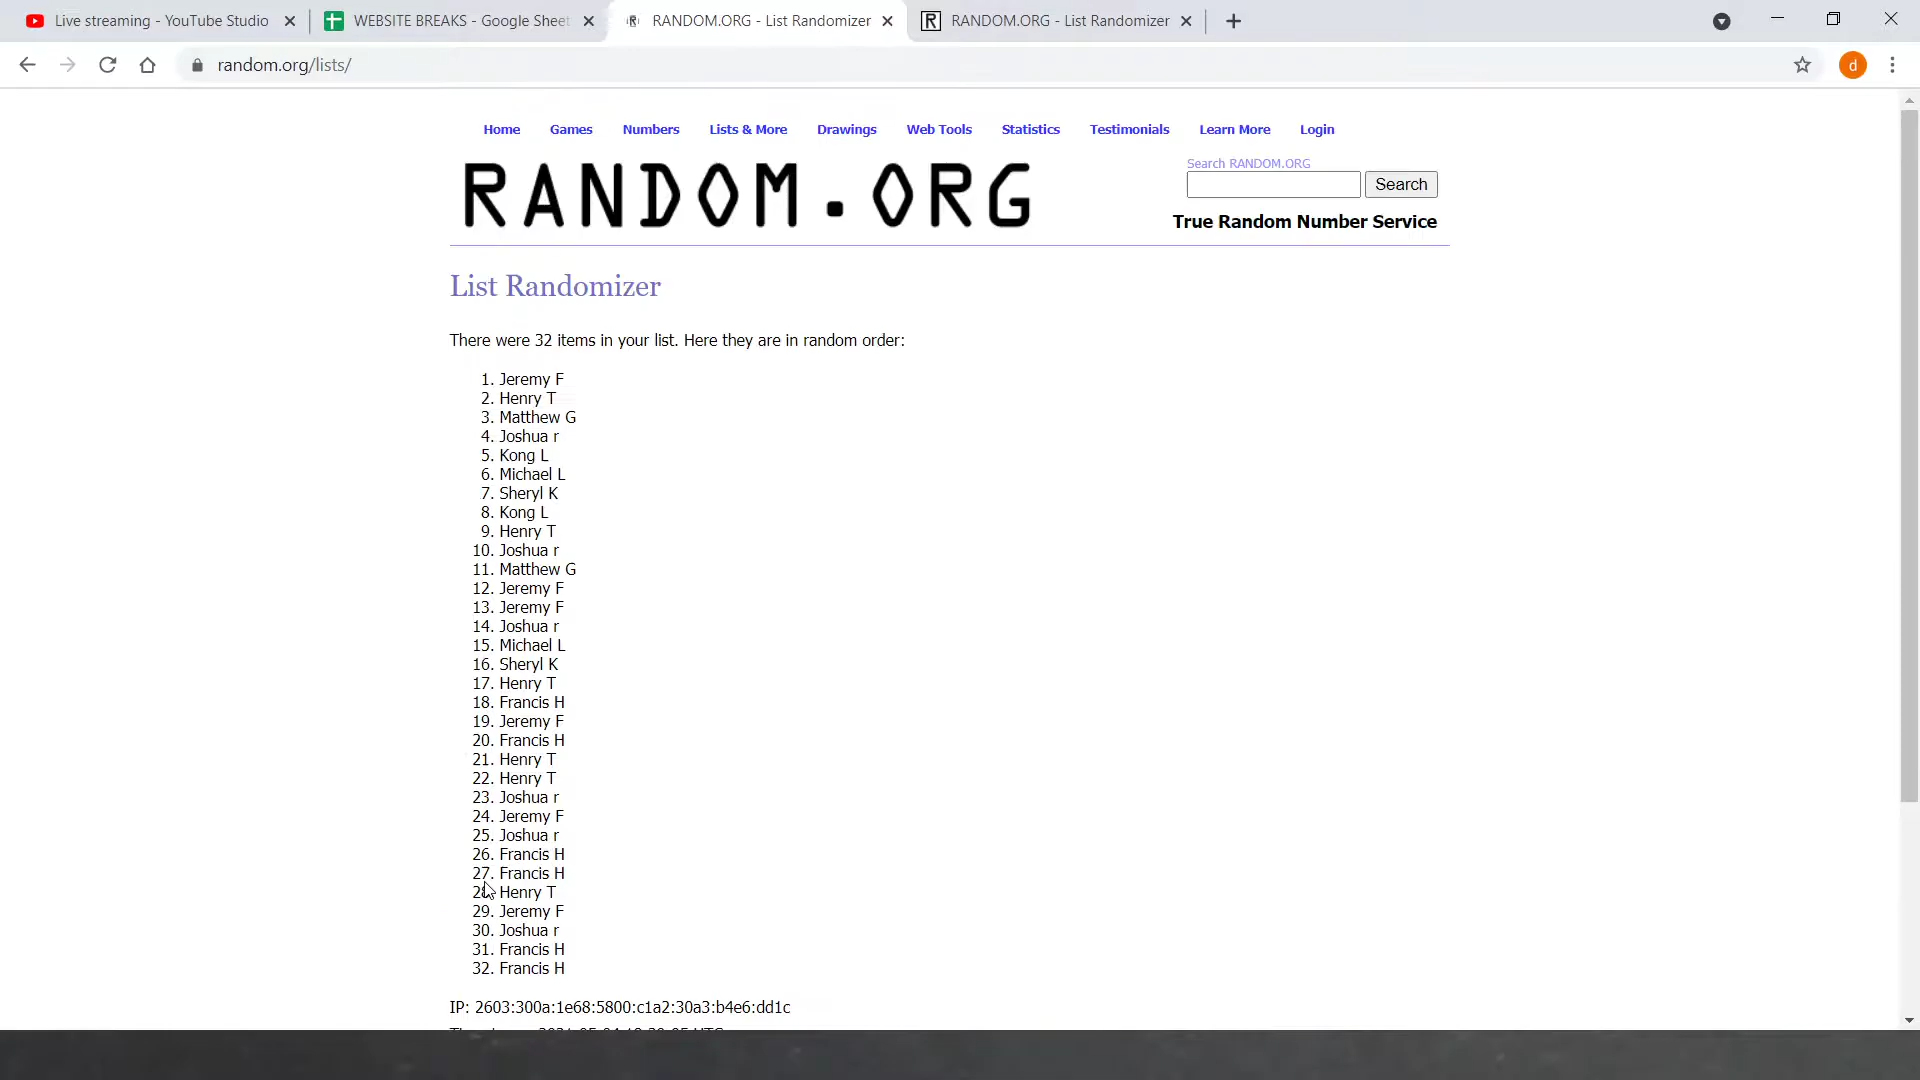 Live streaming - YouTube Studio
WEBSITE BREAKS - Google Sheet
RANDOM.ORG - List Randomizer
RANDOM.ORG - List Randomizer
random.org/lists/
d
Home Games Numbers Lists & More Drawings Web Tools Statistics Testimonials Learn More Login
RANDOM.ORG
Search RANDOM.ORG
Search
True Random Number Service
List Randomizer
There were 32 items in your list. Here they are in random order:
1. Jeremy F
2. Henry T
3. Matthew G
4. Joshua r
5. Kong L
6. Michael L
7. Sheryl K
8. Kong L
9. Henry T
10. Joshua r
11. Matthew G
12. Jeremy F
13. Jeremy F
14. Joshua r
15. Michael L
16. Sheryl K
17. Henry T
18. Francis H
19. Jeremy F
20. Francis H
21. Henry T
22. Henry T
23. Joshua r
24. Jeremy F
25. Joshua r
26. Francis H
27. Francis H
28. Henry T
29. Jeremy F
30. Joshua r
31. Francis H
32. Francis H
IP: 2603:300a:1e68:5800:c1a2:30a3:b4e6:dd1c